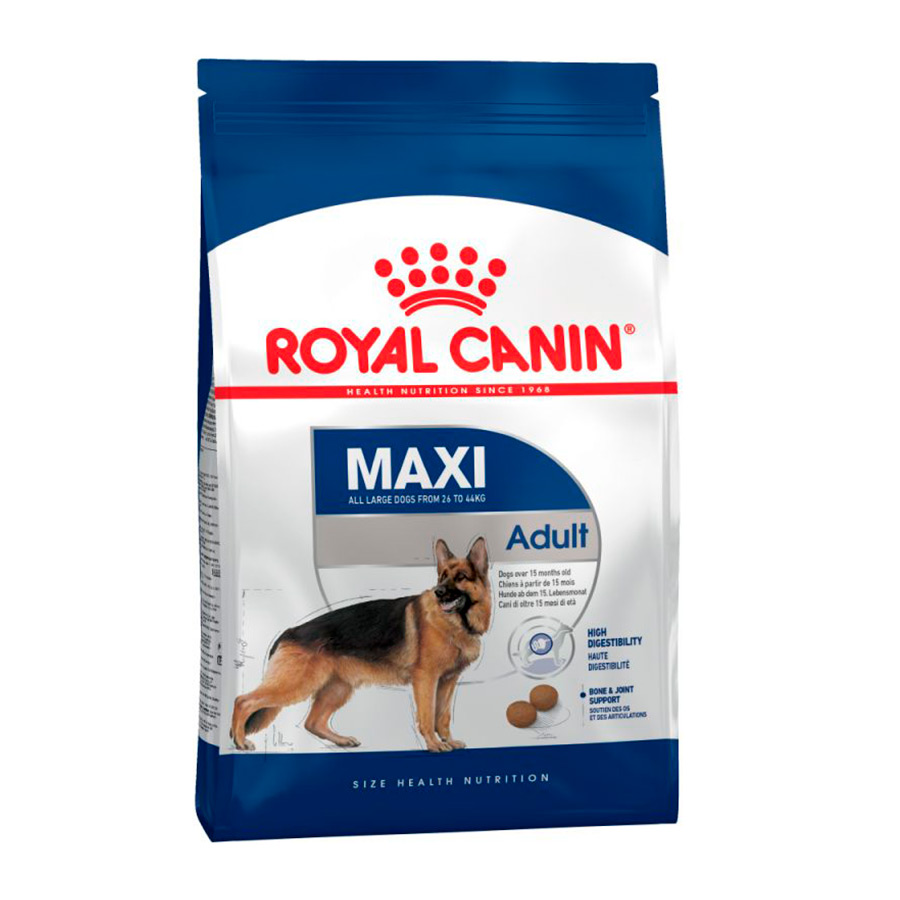 ROYAL CANIN®
HEALTH NUTRITION SINCE 1968
MAXI
ALL LARGE DOGS FROM 26 TO 44KG
Adult
Dogs over 15 months old
Chiens à partir de 15 mois
Hunde ab dem 15. Lebensmonat
Cani di oltre 15 mesi di età
HIGH
DIGESTIBILITY
HAUTE
DIGESTIBILITÉ
BONE & JOINT
SUPPORT
SOUTIEN DES OS
ET DES ARTICULATIONS
SIZE HEALTH NUTRITION